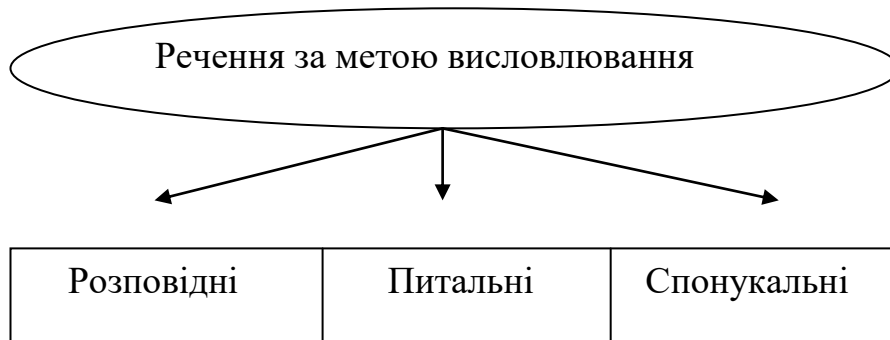 Речення за метою висловлювання
Розповідні Питальні Спонукальні